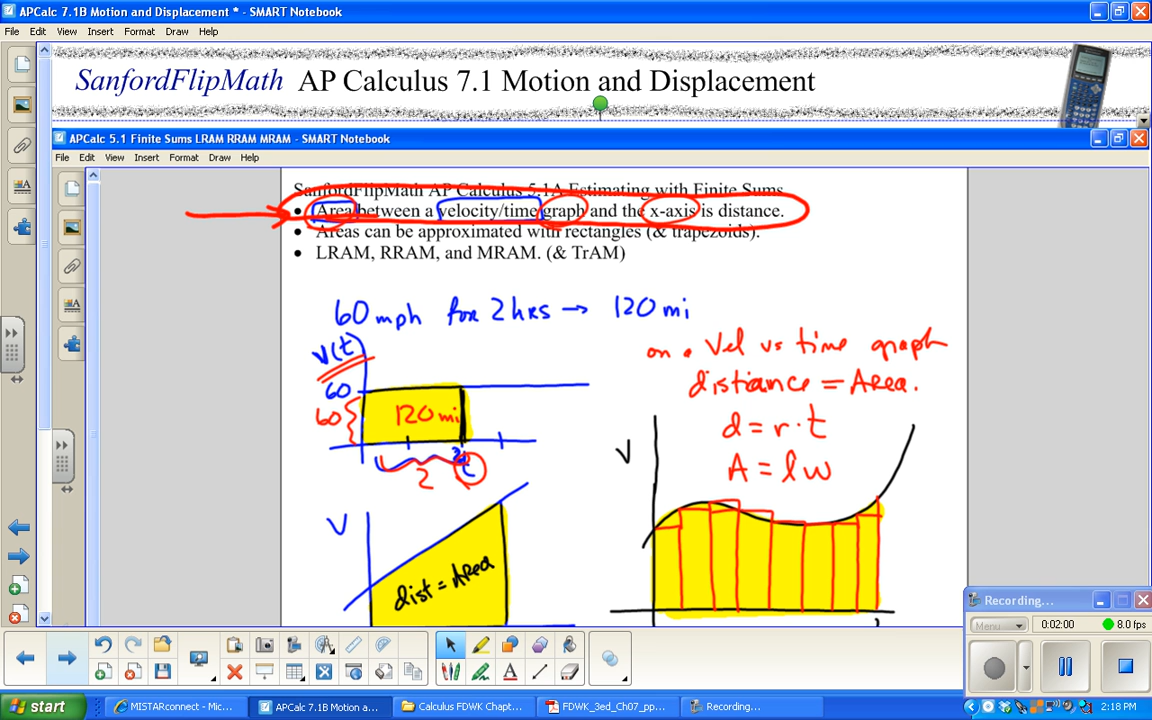 APCalc 7.1B Motion and Displacement * - SMART Notebook
File Edit View Insert Format Draw Help
SanfordFlipMath AP Calculus 7.1 Motion and Displacement
APCalc 5.1 Finite Sums LRAM RRAM MRAM - SMART Notebook
File Edit View Insert Format Draw Help
SanfordFlipMath AP Calculus 5.1A Estimating with Finite Sums
• Area between a velocity/time graph and the x-axis is distance.
• Areas can be approximated with rectangles (& trapezoids).
• LRAM, RRAM, and MRAM. (& TrAM)
60 mph for 2 hrs → 120 mi
V(t)
60
60
120 mi
2
t
on a Vel vs time graph
distiance = Area.
d = r · t
A = l w
V
V
dist = Area
Recording...
Menu
0:02:00
8.0 fps
start
MISTARconnect - Mic...
APCalc 7.1B Motion a...
Calculus FDWK Chapt...
FDWK_3ed_Ch07_pp...
Recording...
2:18 PM